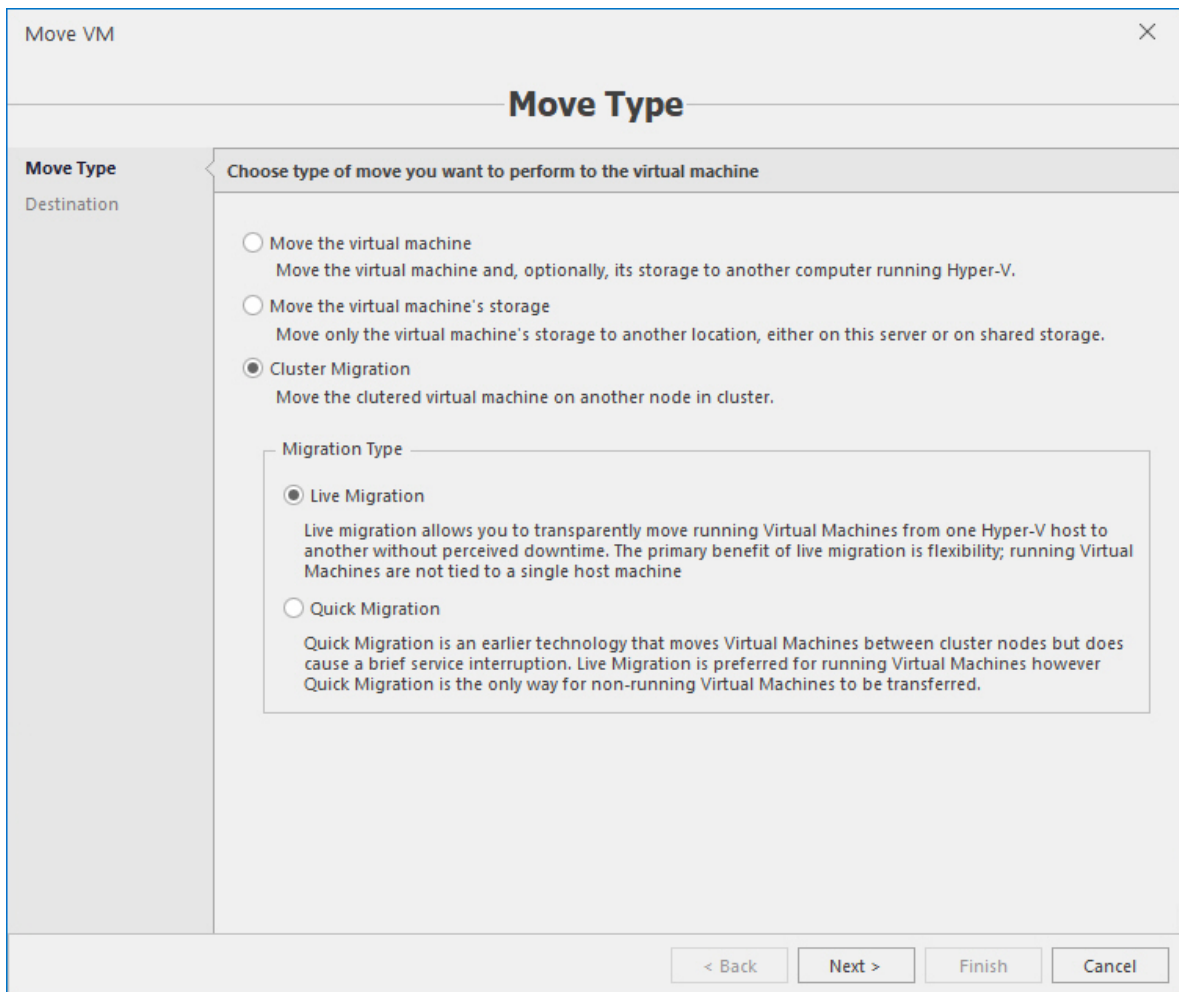 Move VM
Move Type
Move Type
Destination
Choose type of move you want to perform to the virtual machine
Move the virtual machine
Move the virtual machine and, optionally, its storage to another computer running Hyper-V.
Move the virtual machine's storage
Move only the virtual machine's storage to another location, either on this server or on shared storage.
Cluster Migration
Move the clutered virtual machine on another node in cluster.
Migration Type
Live Migration
Live migration allows you to transparently move running Virtual Machines from one Hyper-V host to
another without perceived downtime. The primary benefit of live migration is flexibility; running Virtual
Machines are not tied to a single host machine
Quick Migration
Quick Migration is an earlier technology that moves Virtual Machines between cluster nodes but does
cause a brief service interruption. Live Migration is preferred for running Virtual Machines however
Quick Migration is the only way for non-running Virtual Machines to be transferred.
< Back
Next >
Finish
Cancel